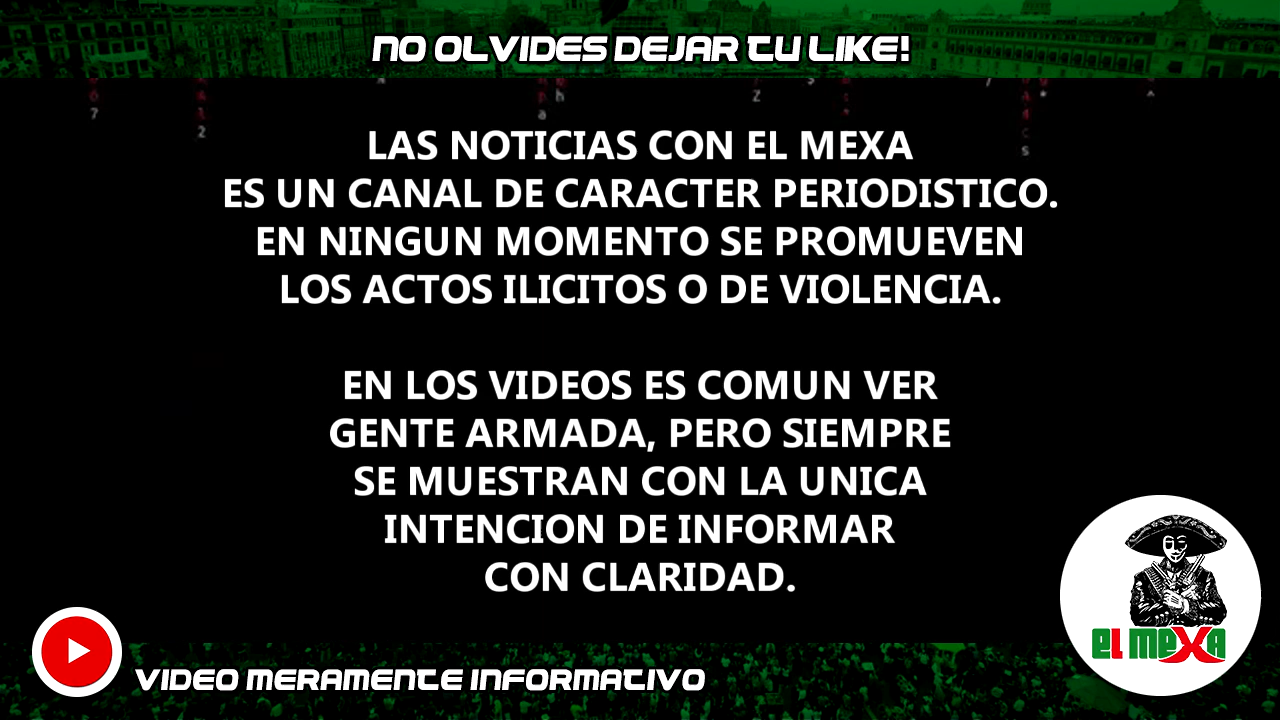 NO OLVIDES DEJAR TU LIKE!
LAS NOTICIAS CON EL MEXA
ES UN CANAL DE CARACTER PERIODISTICO.
EN NINGUN MOMENTO SE PROMUEVEN
LOS ACTOS ILICITOS O DE VIOLENCIA.
EN LOS VIDEOS ES COMUN VER
GENTE ARMADA, PERO SIEMPRE
SE MUESTRAN CON LA UNICA
INTENCION DE INFORMAR
CON CLARIDAD.
EL MEXA
VIDEO MERAMENTE INFORMATIVO